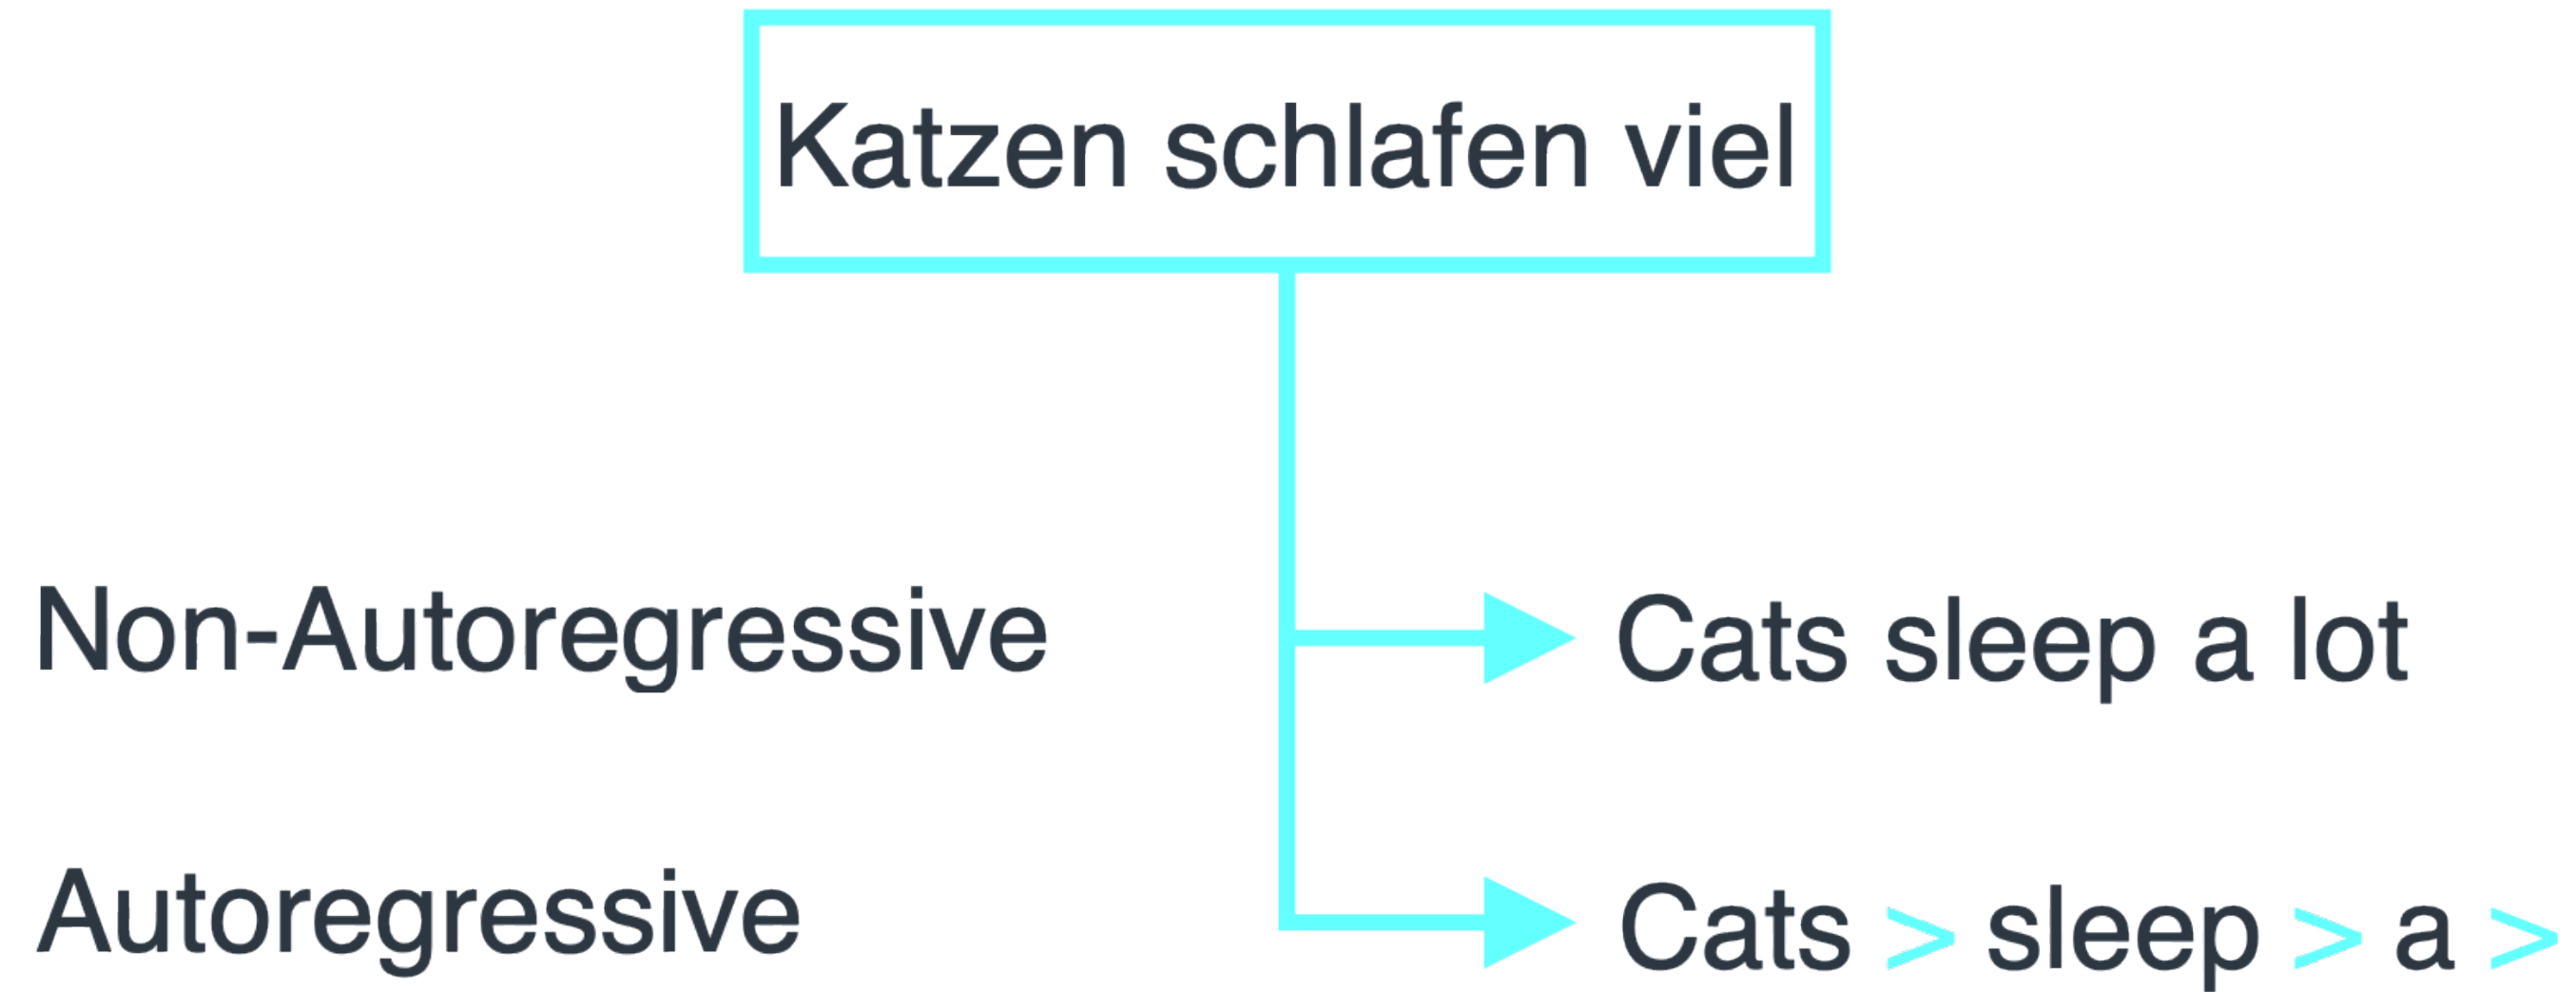 Katzen schlafen viel
Non-Autoregressive
Cats sleep a lot
Autoregressive
Cats > sleep > a >